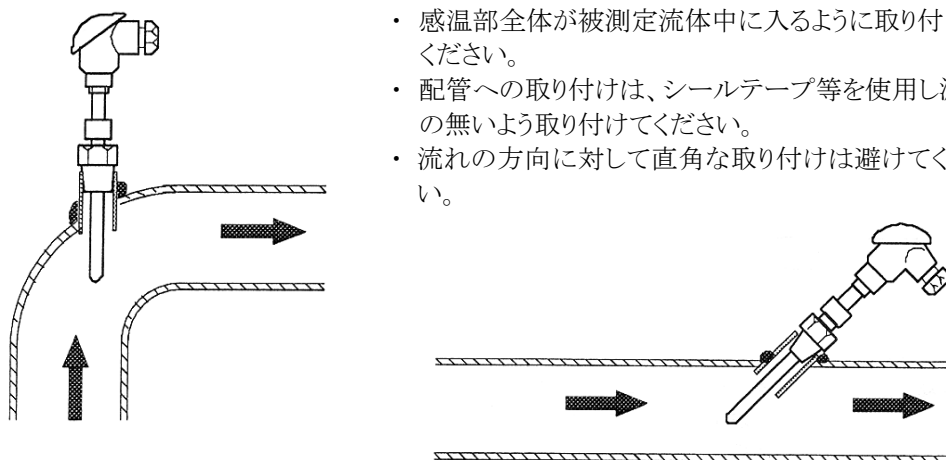 ・ 感温部全体が被測定流体中に入るように取り付
ください。
・ 配管への取り付けは、シールテープ等を使用し
の無いよう取り付けてください。
・ 流れの方向に対して直角な取り付けは避けてく
い。